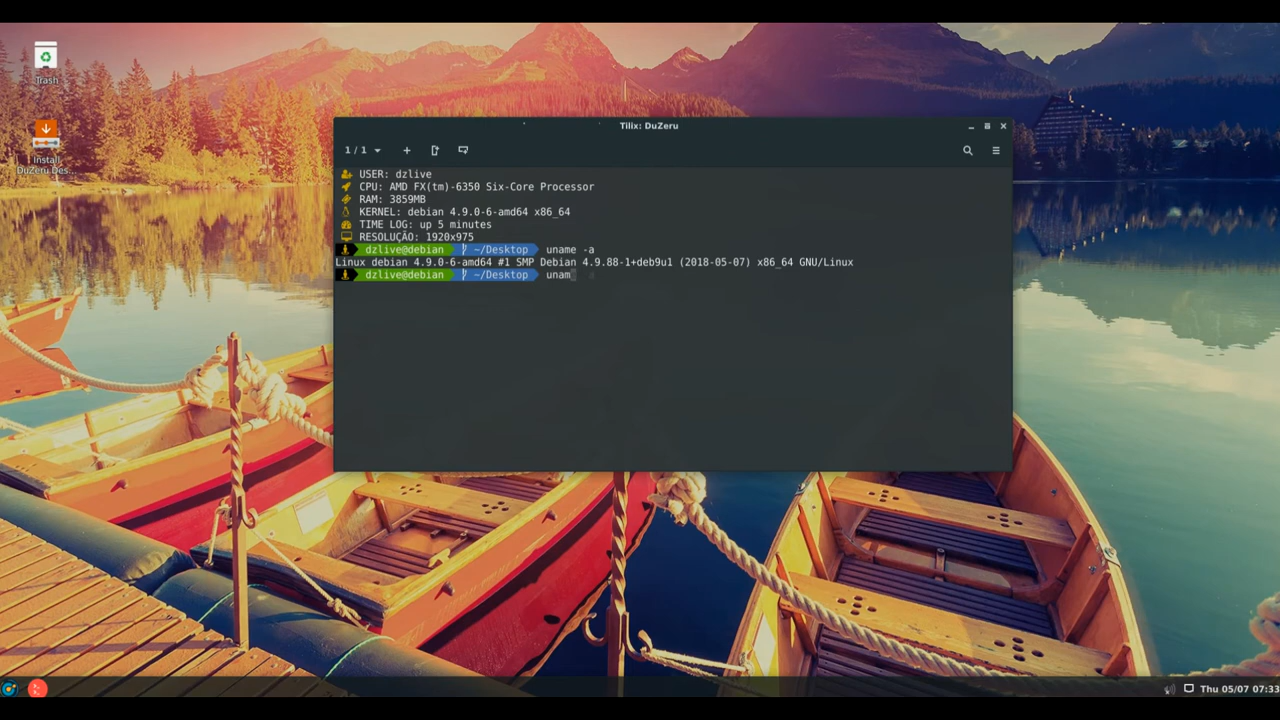 Trash
Install
DuZeru Des...
Tilix: DuZeru
1 / 1
USER: dzlive
CPU: AMD FX(tm)-6350 Six-Core Processor
RAM: 3859MB
KERNEL: debian 4.9.0-6-amd64 x86_64
TIME LOG: up 5 minutes
RESOLUÇÃO: 1920x975
dzlive@debian ~/Desktop uname -a
Linux debian 4.9.0-6-amd64 #1 SMP Debian 4.9.88-1+deb9u1 (2018-05-07) x86_64 GNU/Linux
dzlive@debian ~/Desktop unam
Thu 05/07 07:33